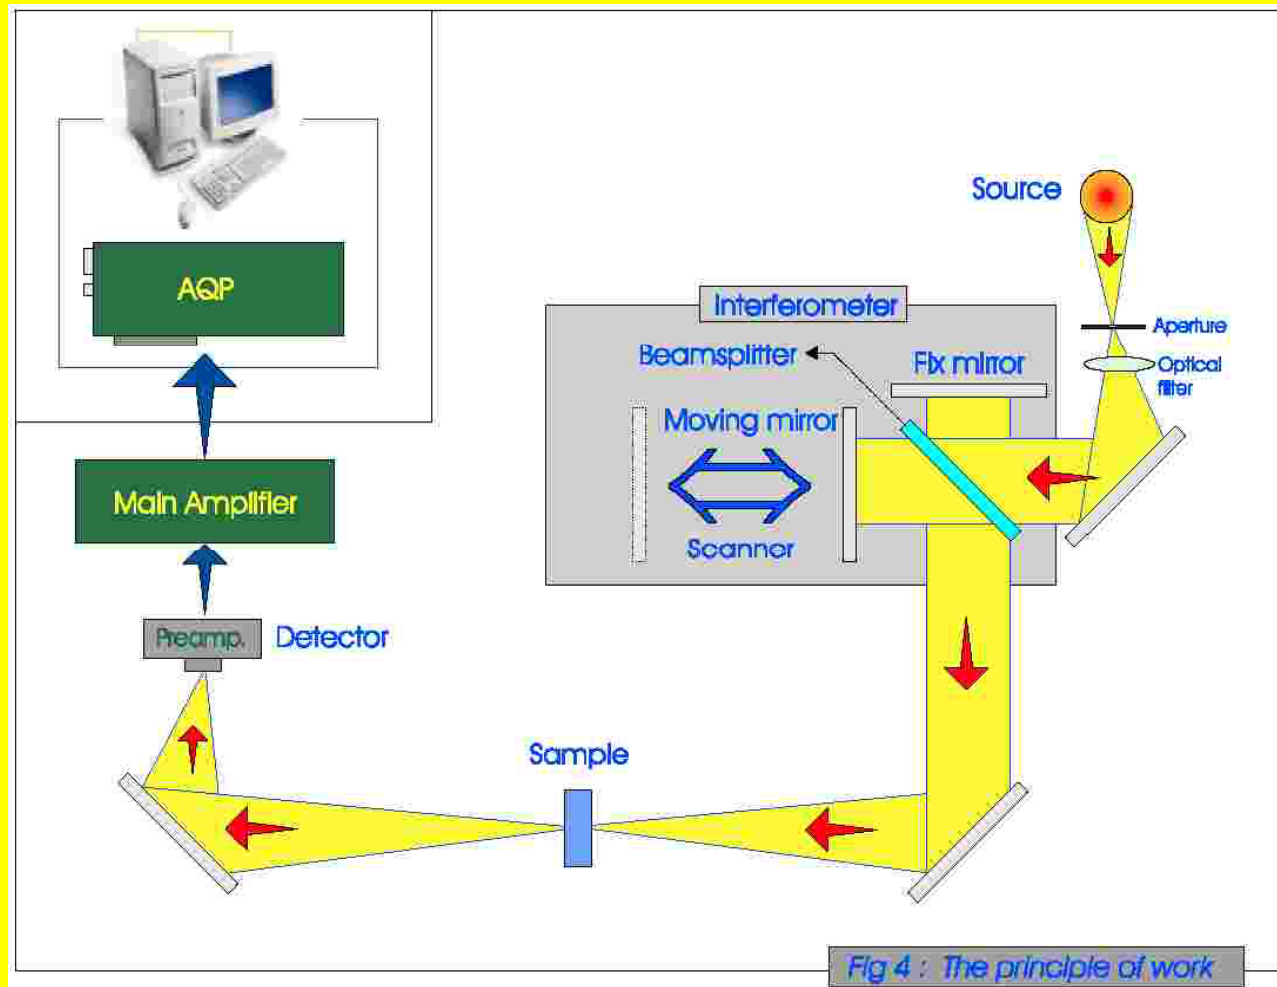 Source
AQP
Interferometer
Aperture
Beamsplitter
Fix mirror
Optical
filter
Moving mirror
Main Amplifier
Scanner
Preamp.
Detector
Sample
Fig 4 : The principle of work